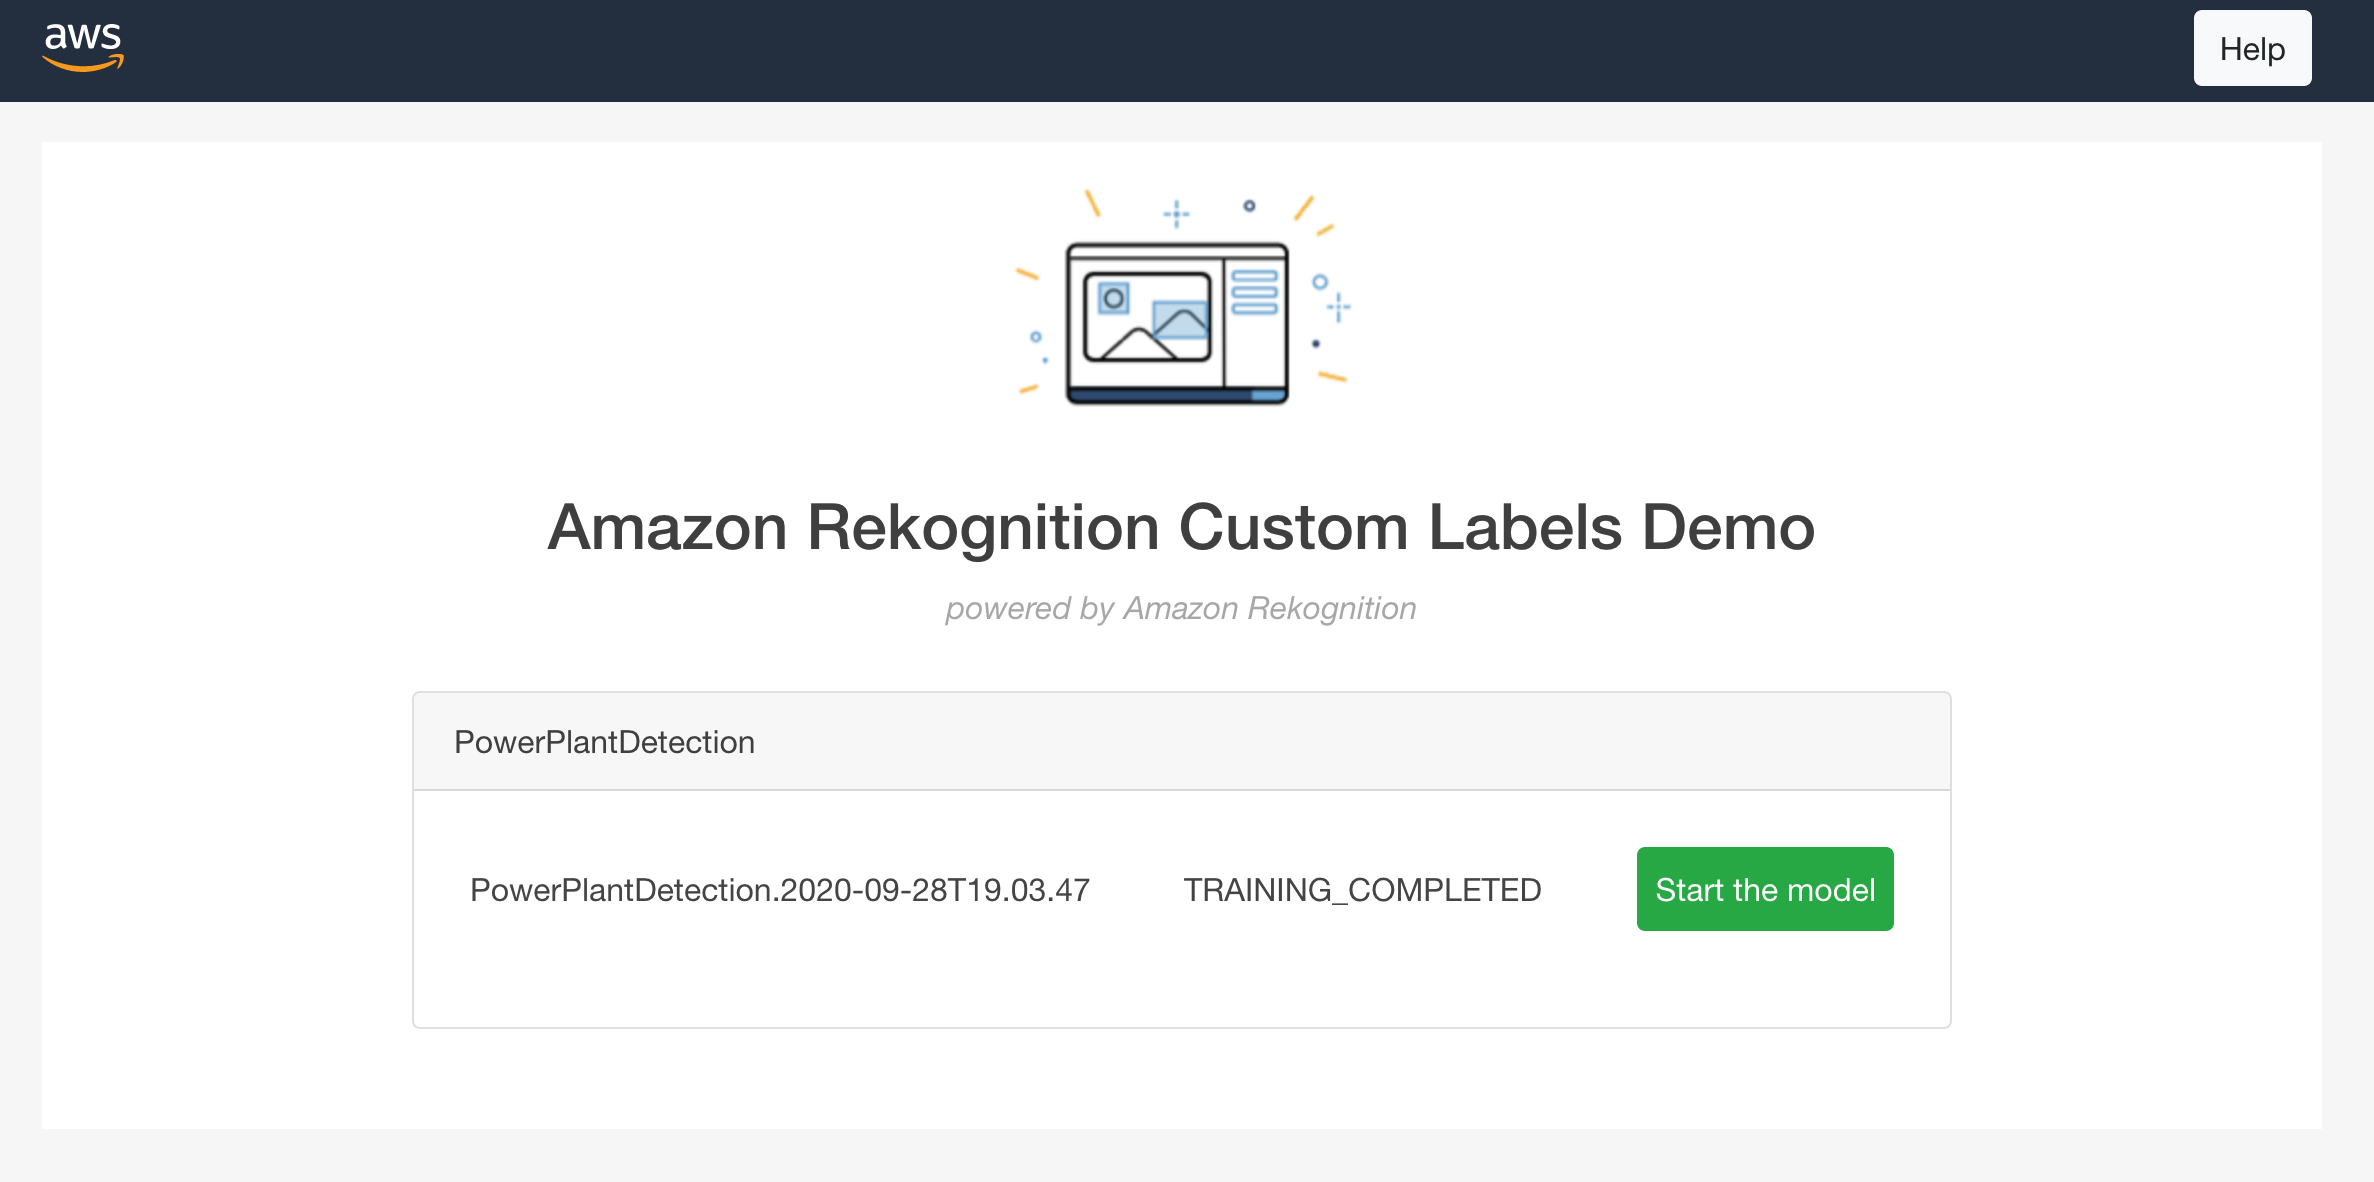 aws
Help
Amazon Rekognition Custom Labels Demo
powered by Amazon Rekognition
PowerPlantDetection
PowerPlantDetection.2020-09-28T19.03.47
TRAINING_COMPLETED
Start the model